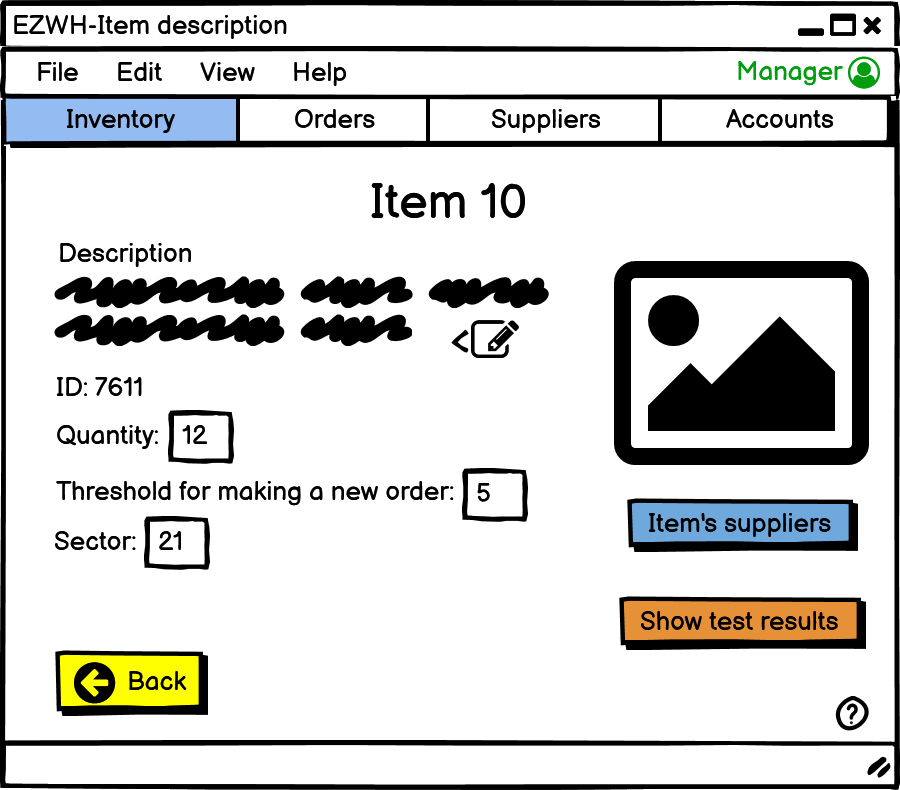 EZWH-Item description
File Edit View Help Manager
Inventory Orders Suppliers Accounts
Item 10
Description
ID: 7611
Quantity: 12
Threshold for making a new order: 5
Sector: 21
Item's suppliers
Show test results
Back
?